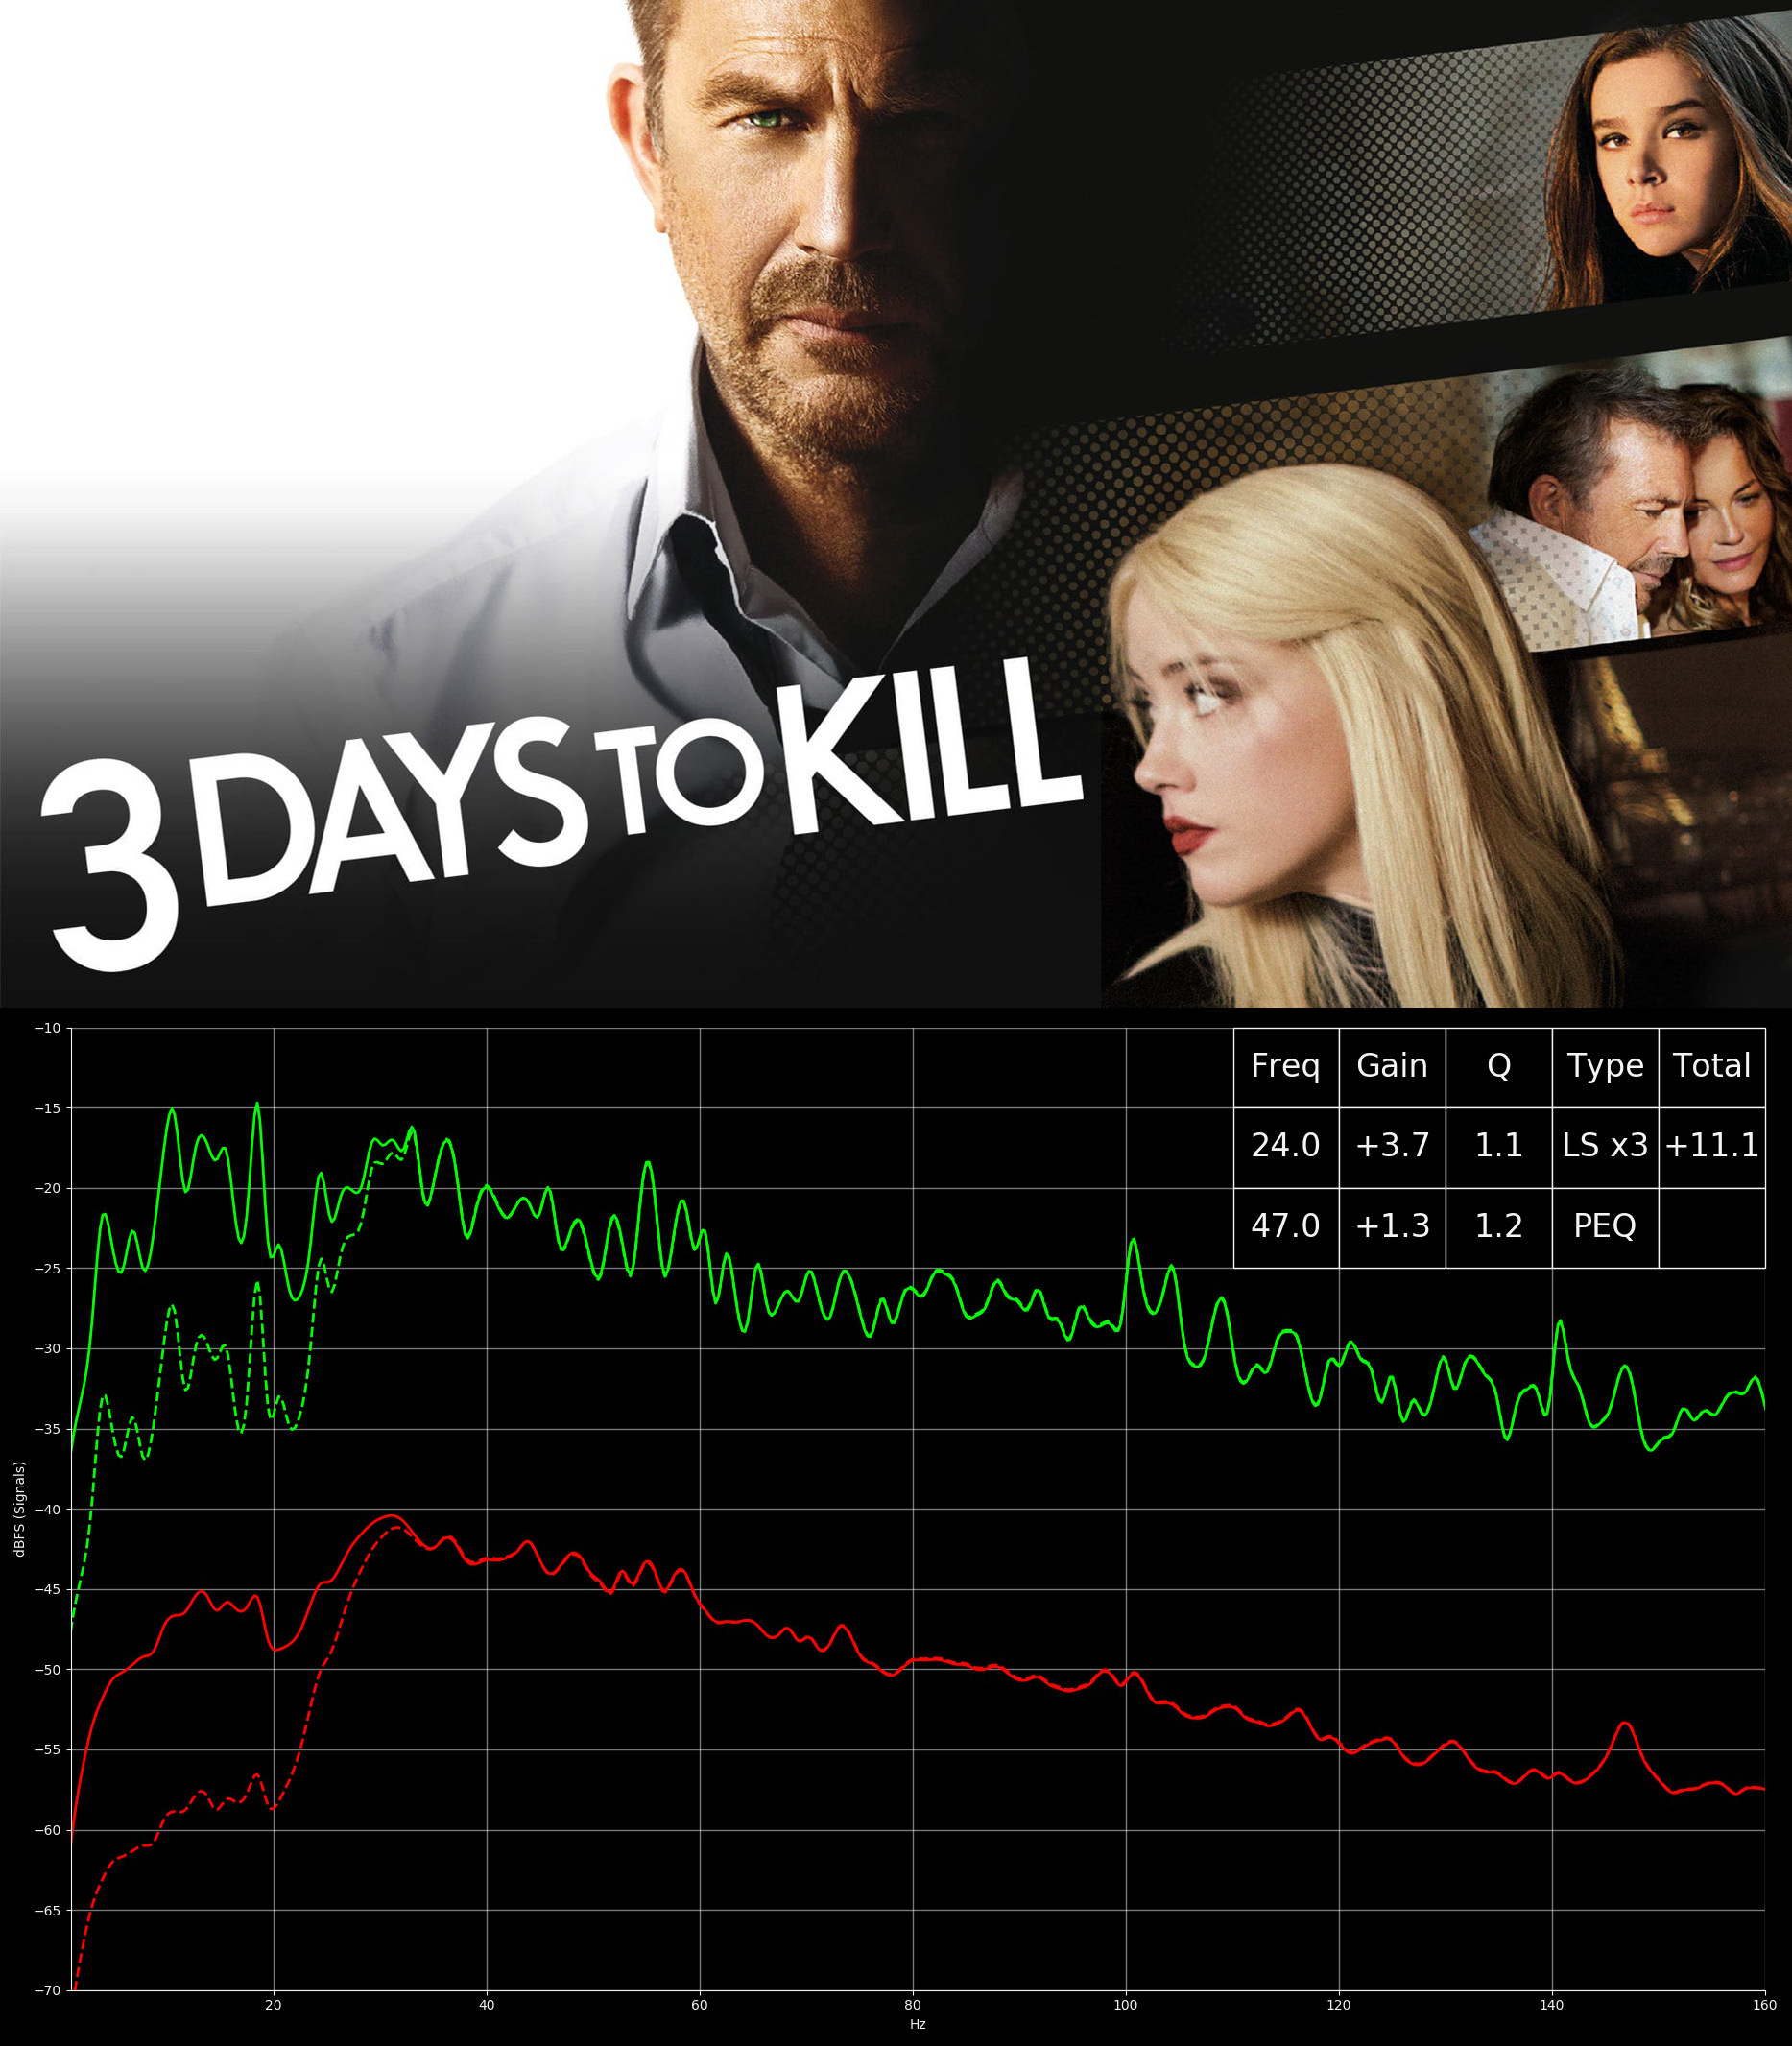 3 DAYS TO KILL
Freq Gain Q Type Total
24.0 +3.7 1.1 LS x3 +11.1
47.0 +1.3 1.2 PEQ
−10
−15
−20
−25
−30
−35
−40
−45
−50
−55
−60
−65
−70
dBFS (Signals)
20 40 60 80 100 120 140 160
Hz